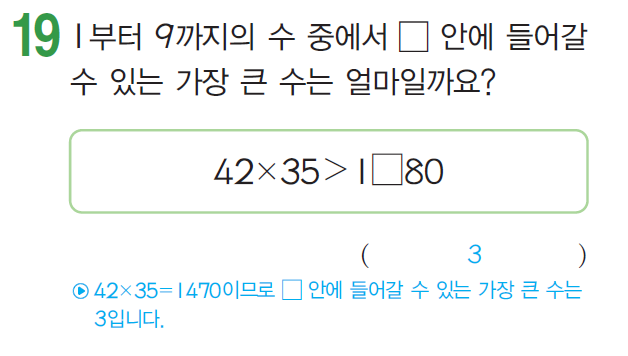 19 1부터 9까지의 수 중에서 □ 안에 들어갈
수 있는 가장 큰 수는 얼마일까요?
42×35>1□80
( 3 )
▶ 42×35=1470이므로 □ 안에 들어갈 수 있는 가장 큰 수는
3입니다.